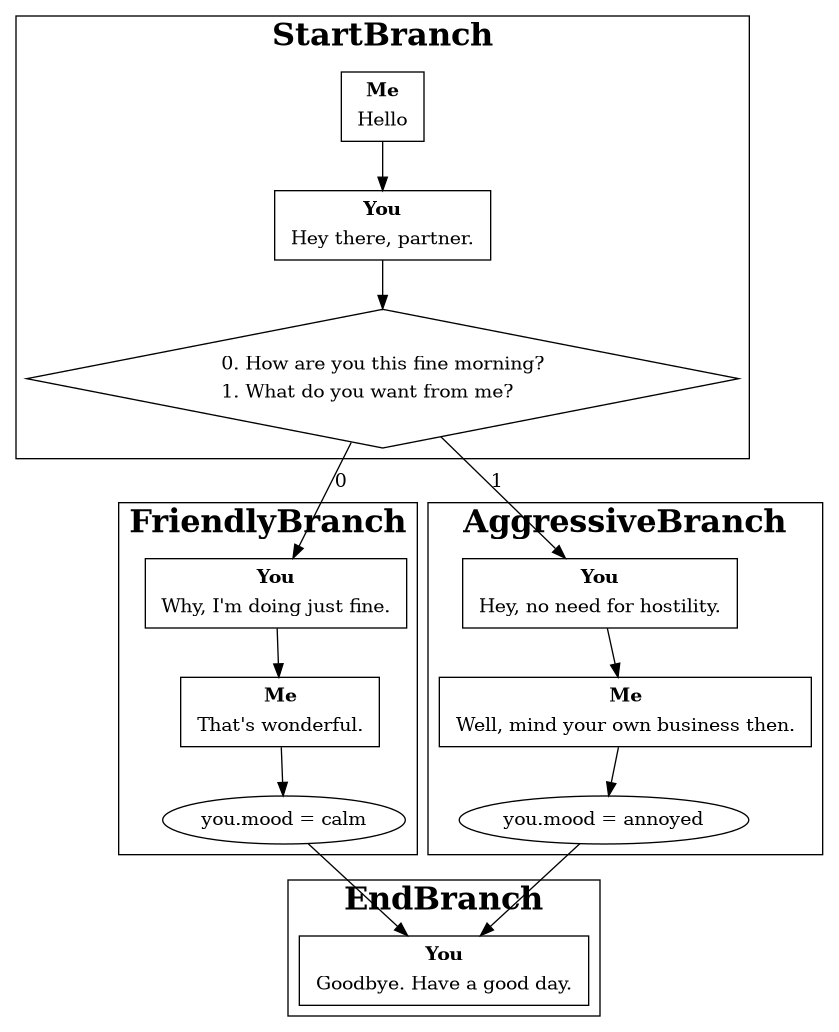 StartBranch
Me
Hello
You
Hey there, partner.
0. How are you this fine morning?
1. What do you want from me?
0
1
FriendlyBranch
You
Why, I'm doing just fine.
Me
That's wonderful.
you.mood = calm
AggressiveBranch
You
Hey, no need for hostility.
Me
Well, mind your own business then.
you.mood = annoyed
EndBranch
You
Goodbye. Have a good day.